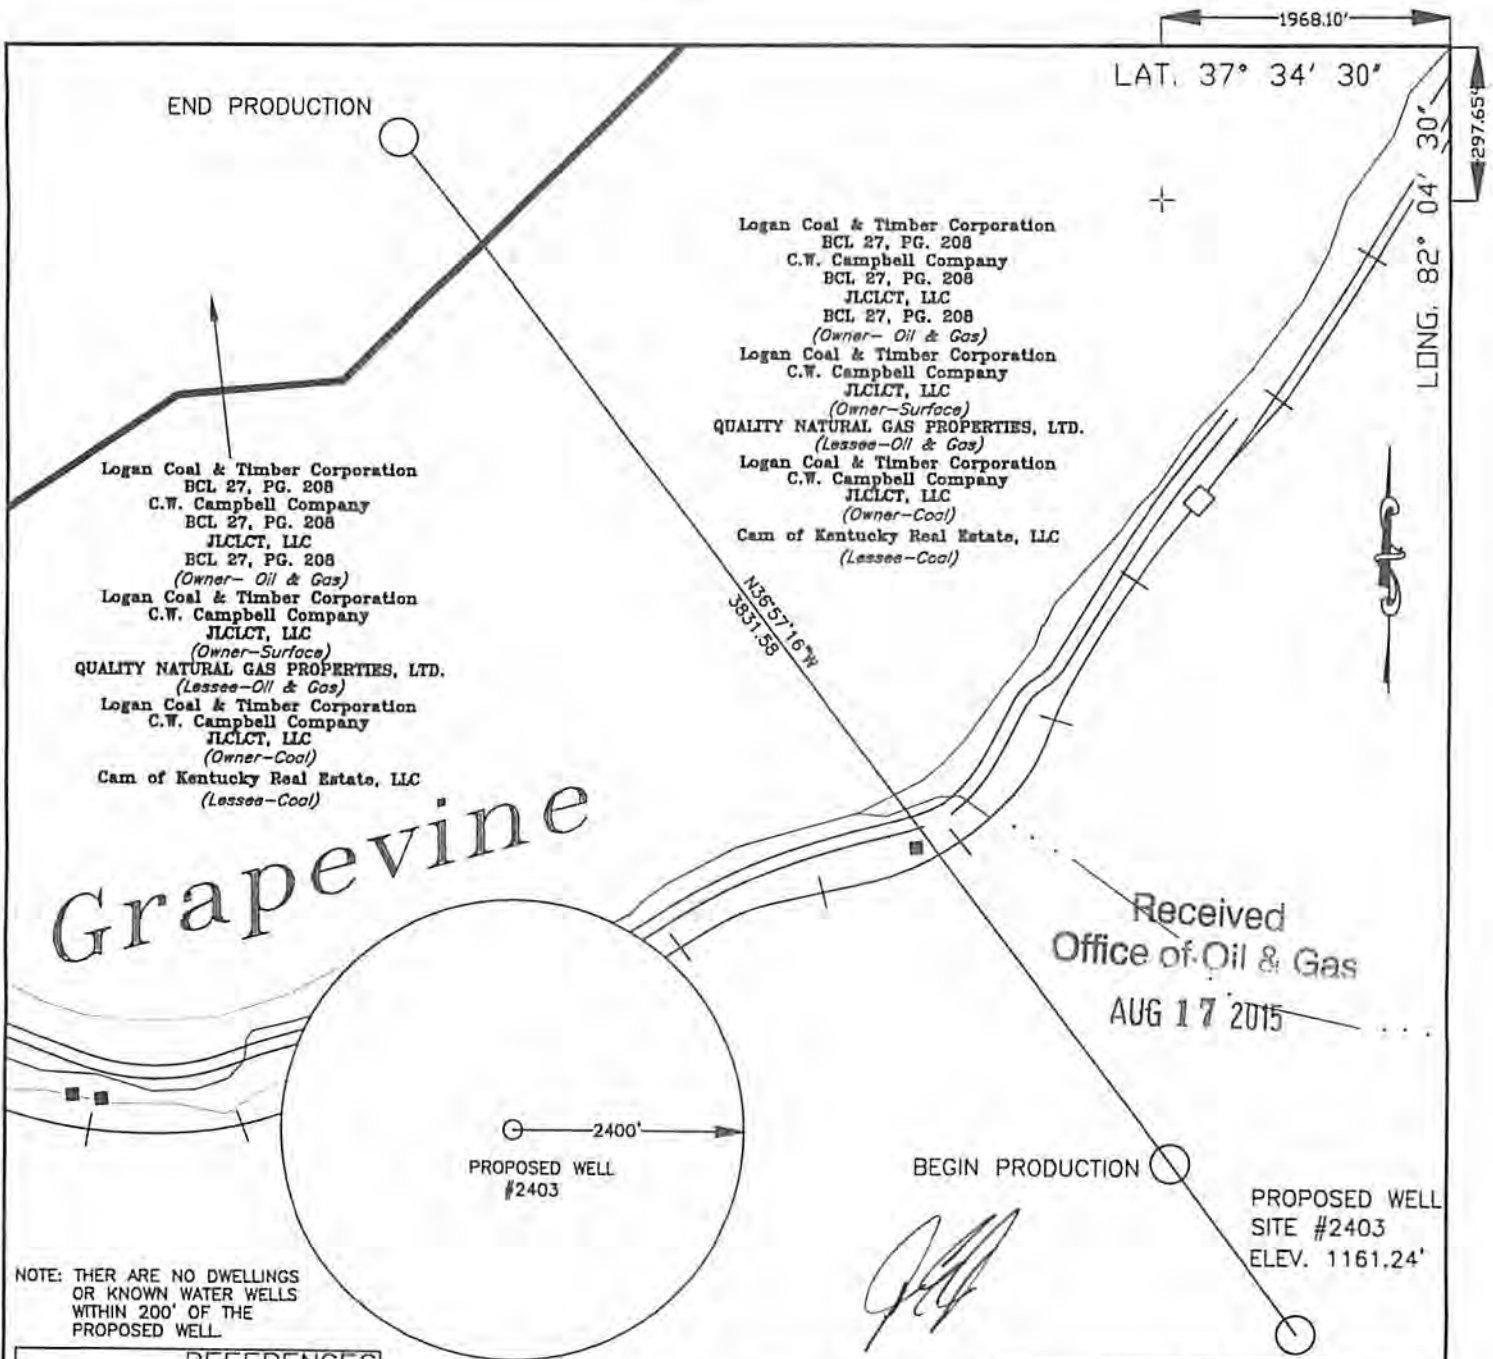 1968.10'
LAT. 37° 34' 30"
297.65'
LONG. 82° 04' 30"
END PRODUCTION
Logan Coal & Timber Corporation
BCL 27, PG. 208
C.W. Campbell Company
BCL 27, PG. 208
JLCLCT, LLC
BCL 27, PG. 208
(Owner- Oil & Gas)
Logan Coal & Timber Corporation
C.W. Campbell Company
JLCLCT, LLC
(Owner-Surface)
QUALITY NATURAL GAS PROPERTIES, LTD.
(Lessee-Oil & Gas)
Logan Coal & Timber Corporation
C.W. Campbell Company
JLCLCT, LLC
(Owner-Coal)
Cam of Kentucky Real Estate, LLC
(Lessee-Coal)
Logan Coal & Timber Corporation
BCL 27, PG. 208
C.W. Campbell Company
BCL 27, PG. 208
JLCLCT, LLC
BCL 27, PG. 208
(Owner- Oil & Gas)
Logan Coal & Timber Corporation
C.W. Campbell Company
JLCLCT, LLC
(Owner-Surface)
QUALITY NATURAL GAS PROPERTIES, LTD.
(Lessee-Oil & Gas)
Logan Coal & Timber Corporation
C.W. Campbell Company
JLCLCT, LLC
(Owner-Coal)
Cam of Kentucky Real Estate, LLC
(Lessee-Coal)
N36°57'16"W
3831.58
Grapevine
Received
Office of Oil & Gas
AUG 17 2015
2400'
PROPOSED WELL
#2403
BEGIN PRODUCTION
PROPOSED WELL
SITE #2403
ELEV. 1161.24'
NOTE: THER ARE NO DWELLINGS
OR KNOWN WATER WELLS
WITHIN 200' OF THE
PROPOSED WELL.
REFERENCES